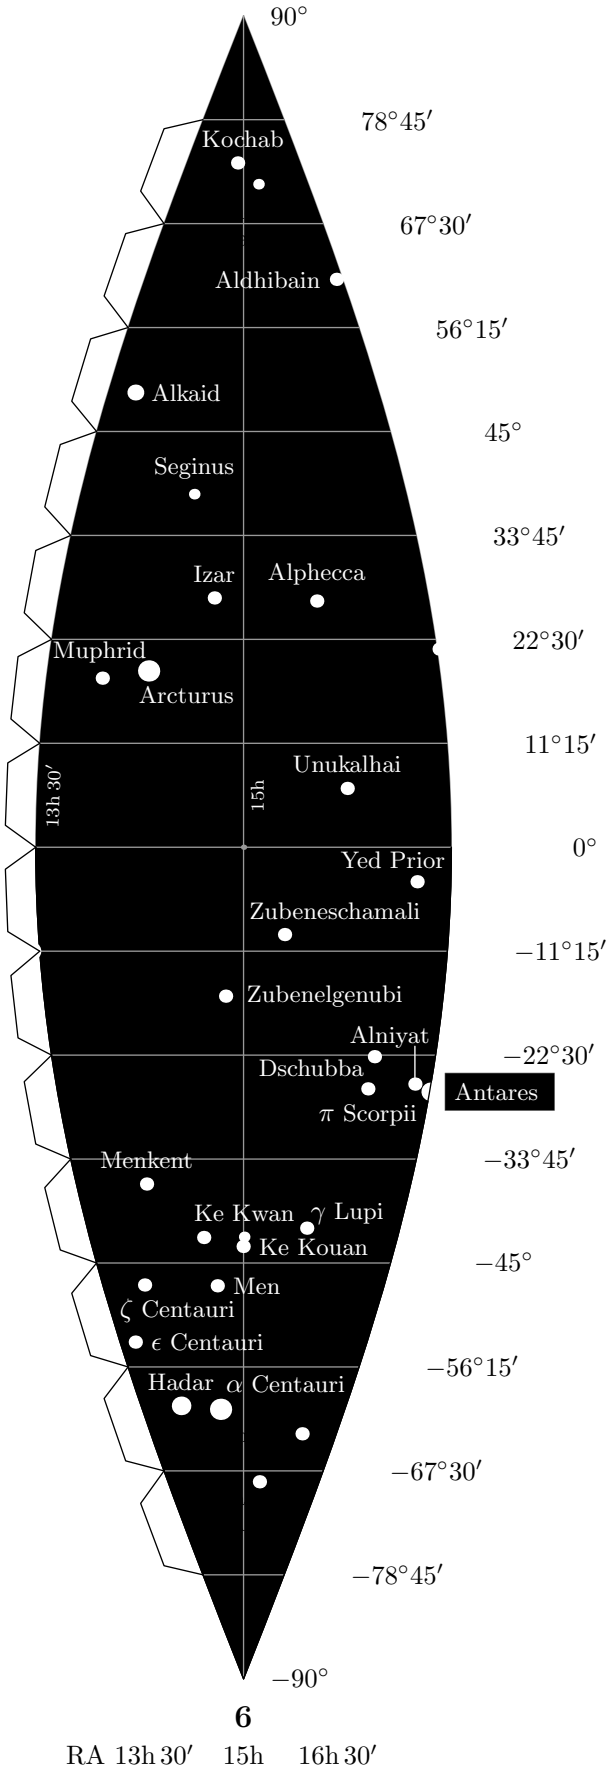 90°
78°45′
Kochab
67°30′
Aldhibain
56°15′
Alkaid
45°
Seginus
33°45′
Izar Alphecca
22°30′
Muphrid
Arcturus
11°15′
Unukalhai
13h 30′ 15h
0°
Yed Prior
Zubeneschamali
−11°15′
Zubenelgenubi
Alniyat
−22°30′
Dschubba
Antares
π Scorpii
−33°45′
Menkent
Ke Kwan γ Lupi
Ke Kouan
−45°
Men
ζ Centauri
ϵ Centauri
−56°15′
Hadar α Centauri
−67°30′
−78°45′
−90°
6
RA 13h 30′ 15h 16h 30′